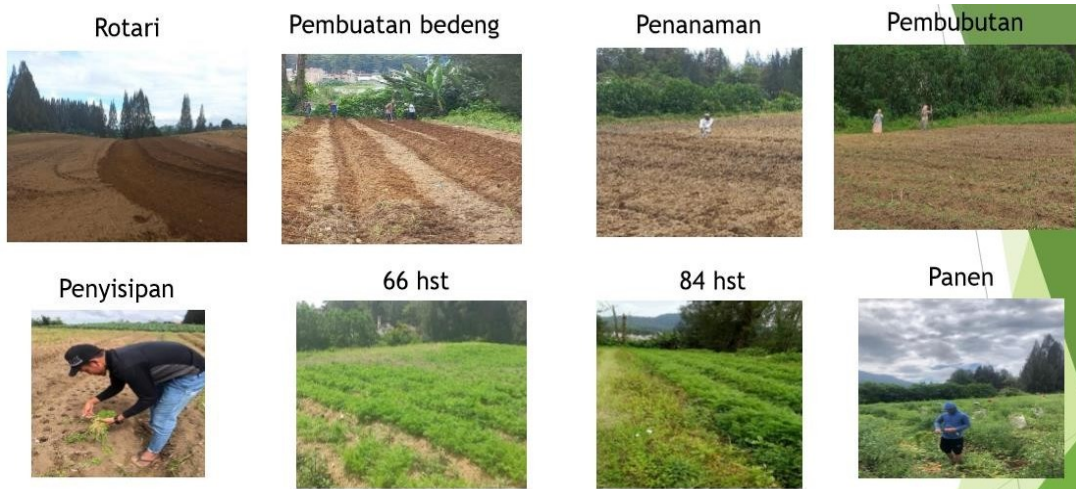 Rotari
Pembuatan bedeng
Penanaman
Pembubutan
Penyisipan
66 hst
84 hst
Panen